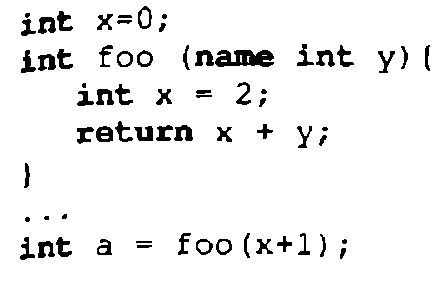 int x=0;
int foo (name int y){
int x = 2;
return x + y;
}
...
int a = foo(x+1);